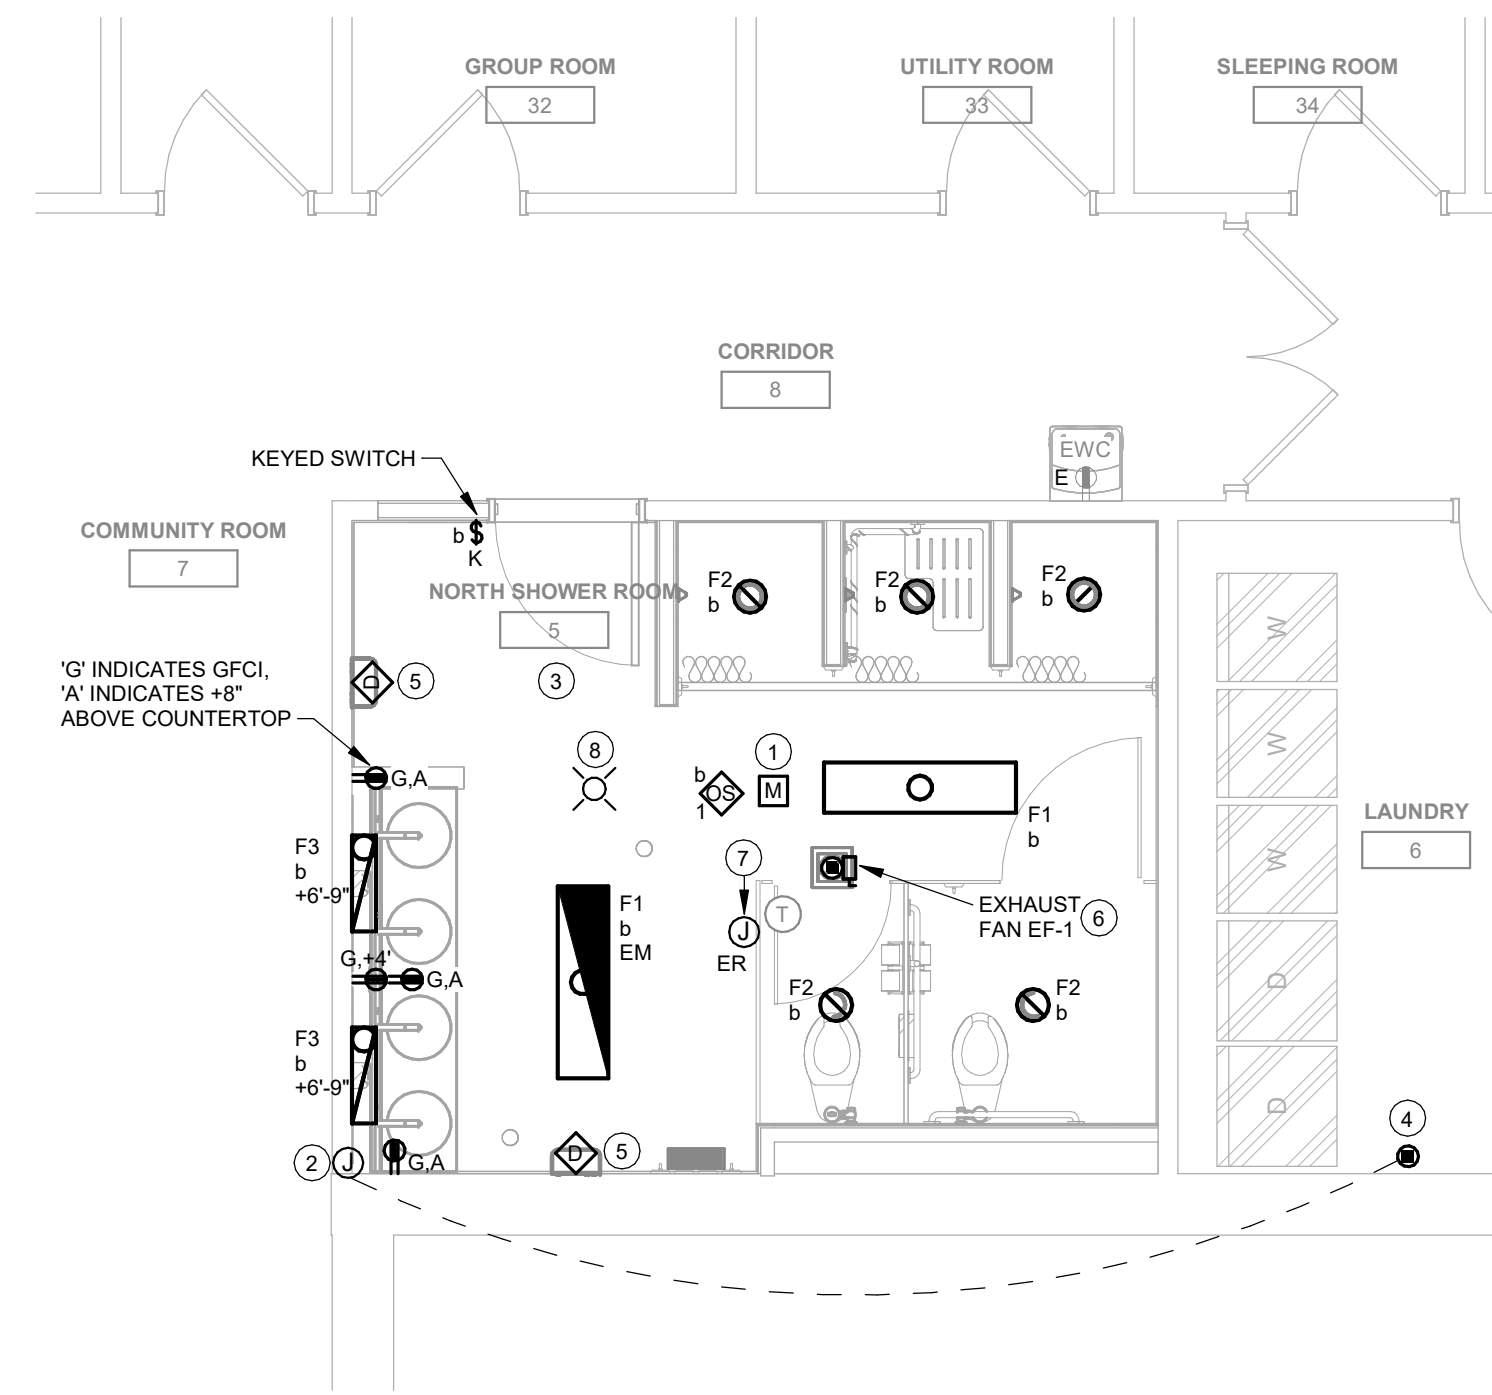 GROUP ROOM
32
UTILITY ROOM
33
SLEEPING ROOM
34
CORRIDOR
8
KEYED SWITCH
EWC
E
COMMUNITY ROOM
7
b $
K
NORTH SHOWER ROOM
5
F2
b
F2
b
F2
b
W
'G' INDICATES GFCI,
'A' INDICATES +8"
ABOVE COUNTERTOP
D
5
3
8
1
b
OS
1
M
W
G,A
F1
b
LAUNDRY
6
F3
b
+6'-9"
W
7
F1
b
EM
J
ER
T
EXHAUST
FAN EF-1
6
G,+4'
G,A
F2
b
F2
b
D
F3
b
+6'-9"
D
4
2
J
G,A
D
5